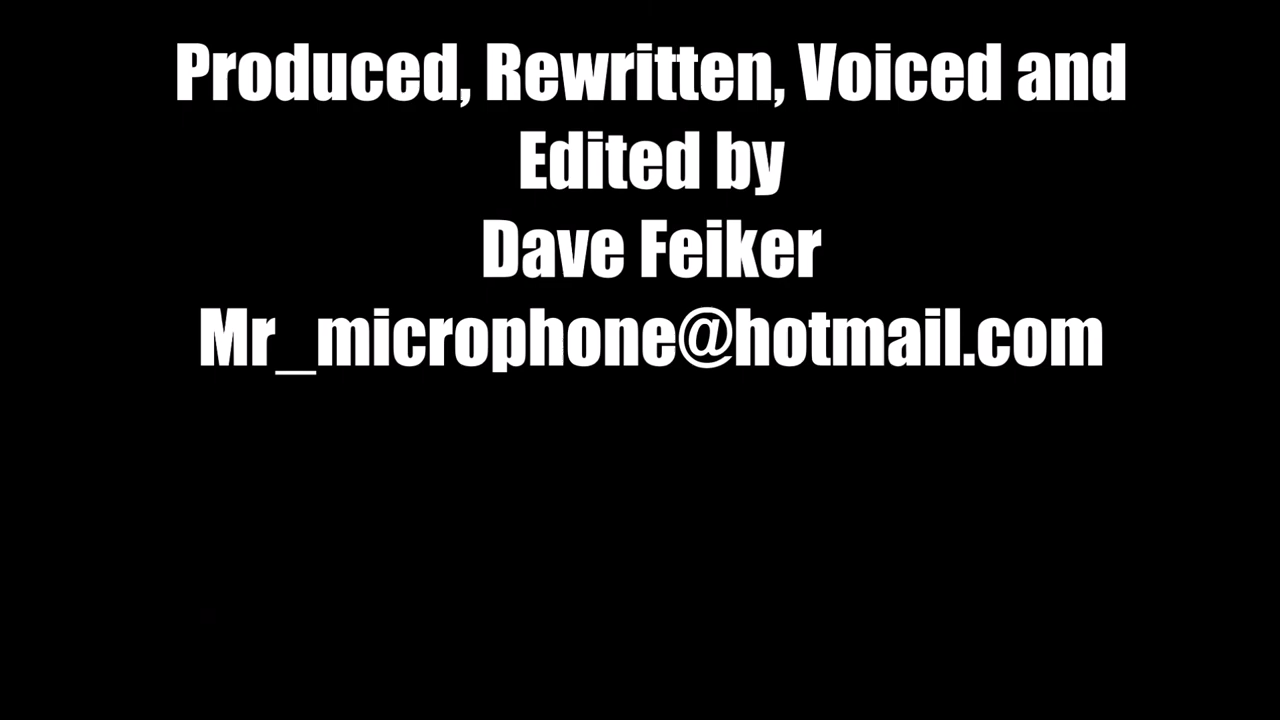 Produced, Rewritten, Voiced and
Edited by
Dave Feiker
Mr_microphone@hotmail.com